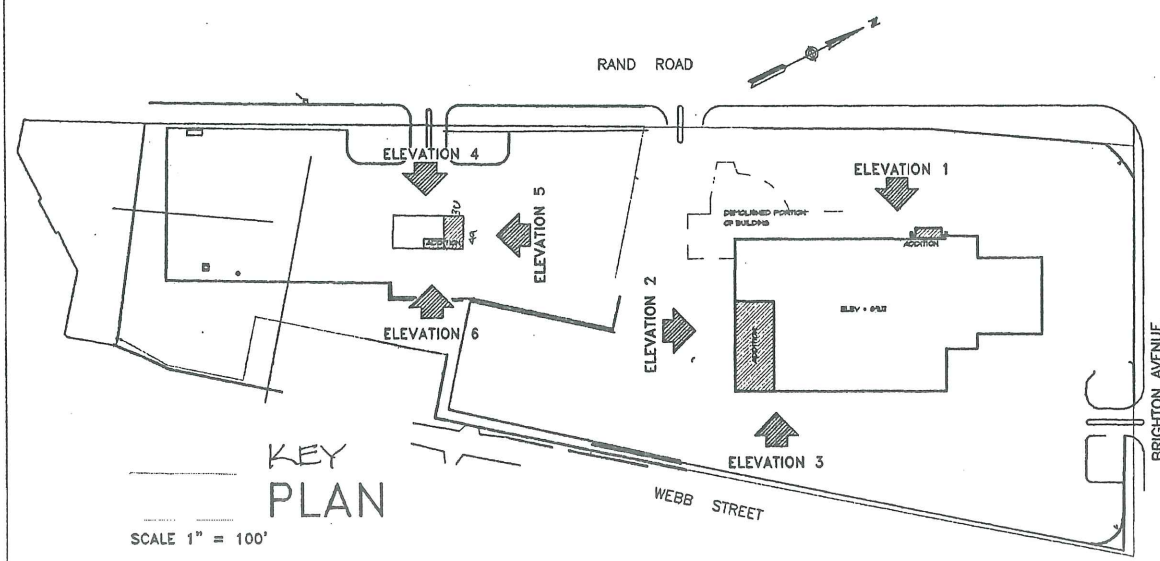 N
RAND ROAD
ELEVATION 4
ELEVATION 1
ELEVATION 5
30
49
ADDITION
DEMOLISHED PORTION
OF BUILDING
ADDITION
ELEVATION 2
ELEVATION 6
ADDITION
ELEVATION 3
BRIGHTON AVENUE
WEBB STREET
KEY
PLAN
SCALE 1" = 100'